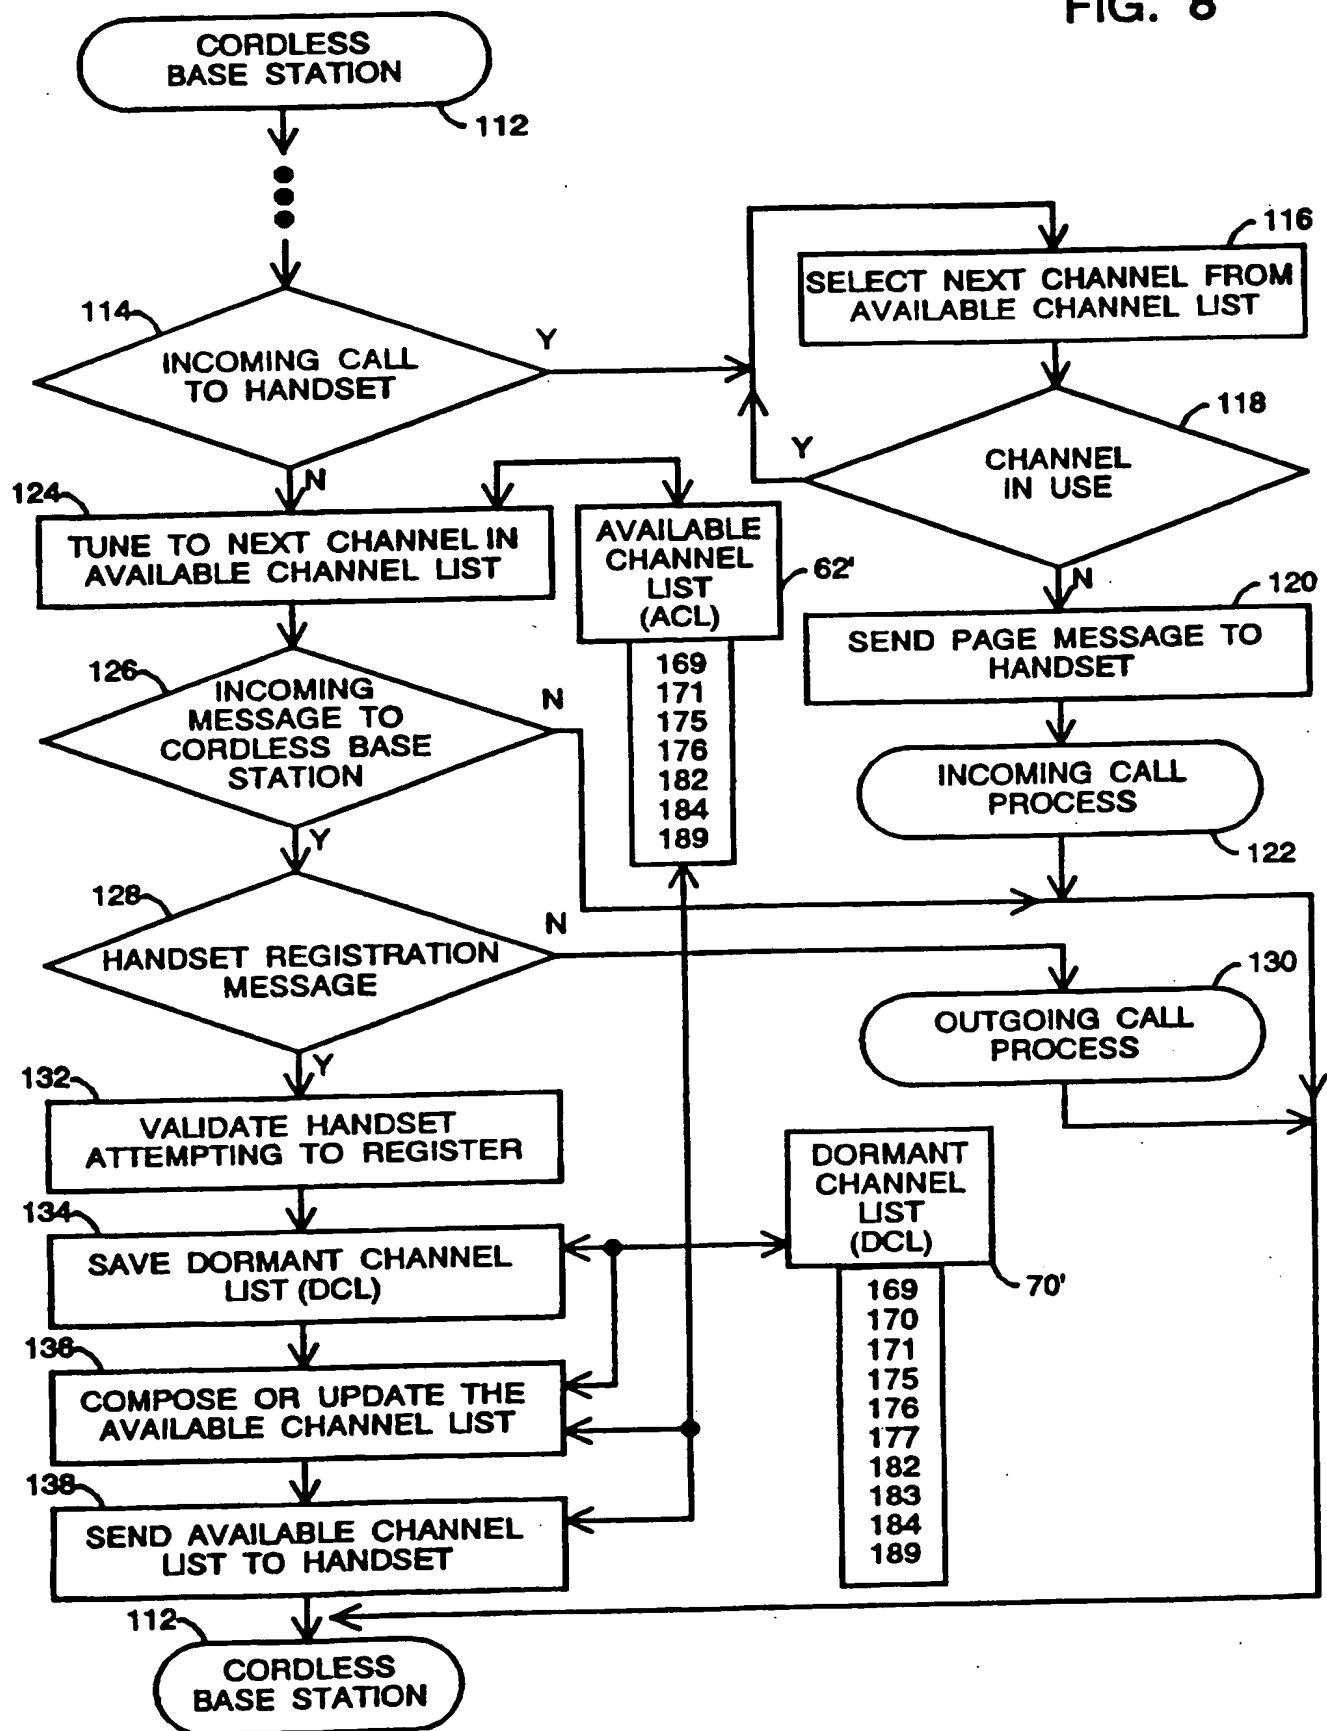 FIG. 8
CORDLESS
BASE STATION
112
116
SELECT NEXT CHANNEL FROM
AVAILABLE CHANNEL LIST
114
INCOMING CALL
TO HANDSET
Y
N
118
CHANNEL
IN USE
Y
N
124
TUNE TO NEXT CHANNEL IN
AVAILABLE CHANNEL LIST
AVAILABLE
CHANNEL
LIST
(ACL)
62'
169
171
175
176
182
184
189
120
SEND PAGE MESSAGE TO
HANDSET
126
INCOMING
MESSAGE TO
CORDLESS BASE
STATION
N
Y
INCOMING CALL
PROCESS
122
128
HANDSET REGISTRATION
MESSAGE
N
Y
130
OUTGOING CALL
PROCESS
132
VALIDATE HANDSET
ATTEMPTING TO REGISTER
134
SAVE DORMANT CHANNEL
LIST (DCL)
DORMANT
CHANNEL
LIST
(DCL)
70'
169
170
171
175
176
177
182
183
184
189
136
COMPOSE OR UPDATE THE
AVAILABLE CHANNEL LIST
138
SEND AVAILABLE CHANNEL
LIST TO HANDSET
112
CORDLESS
BASE STATION